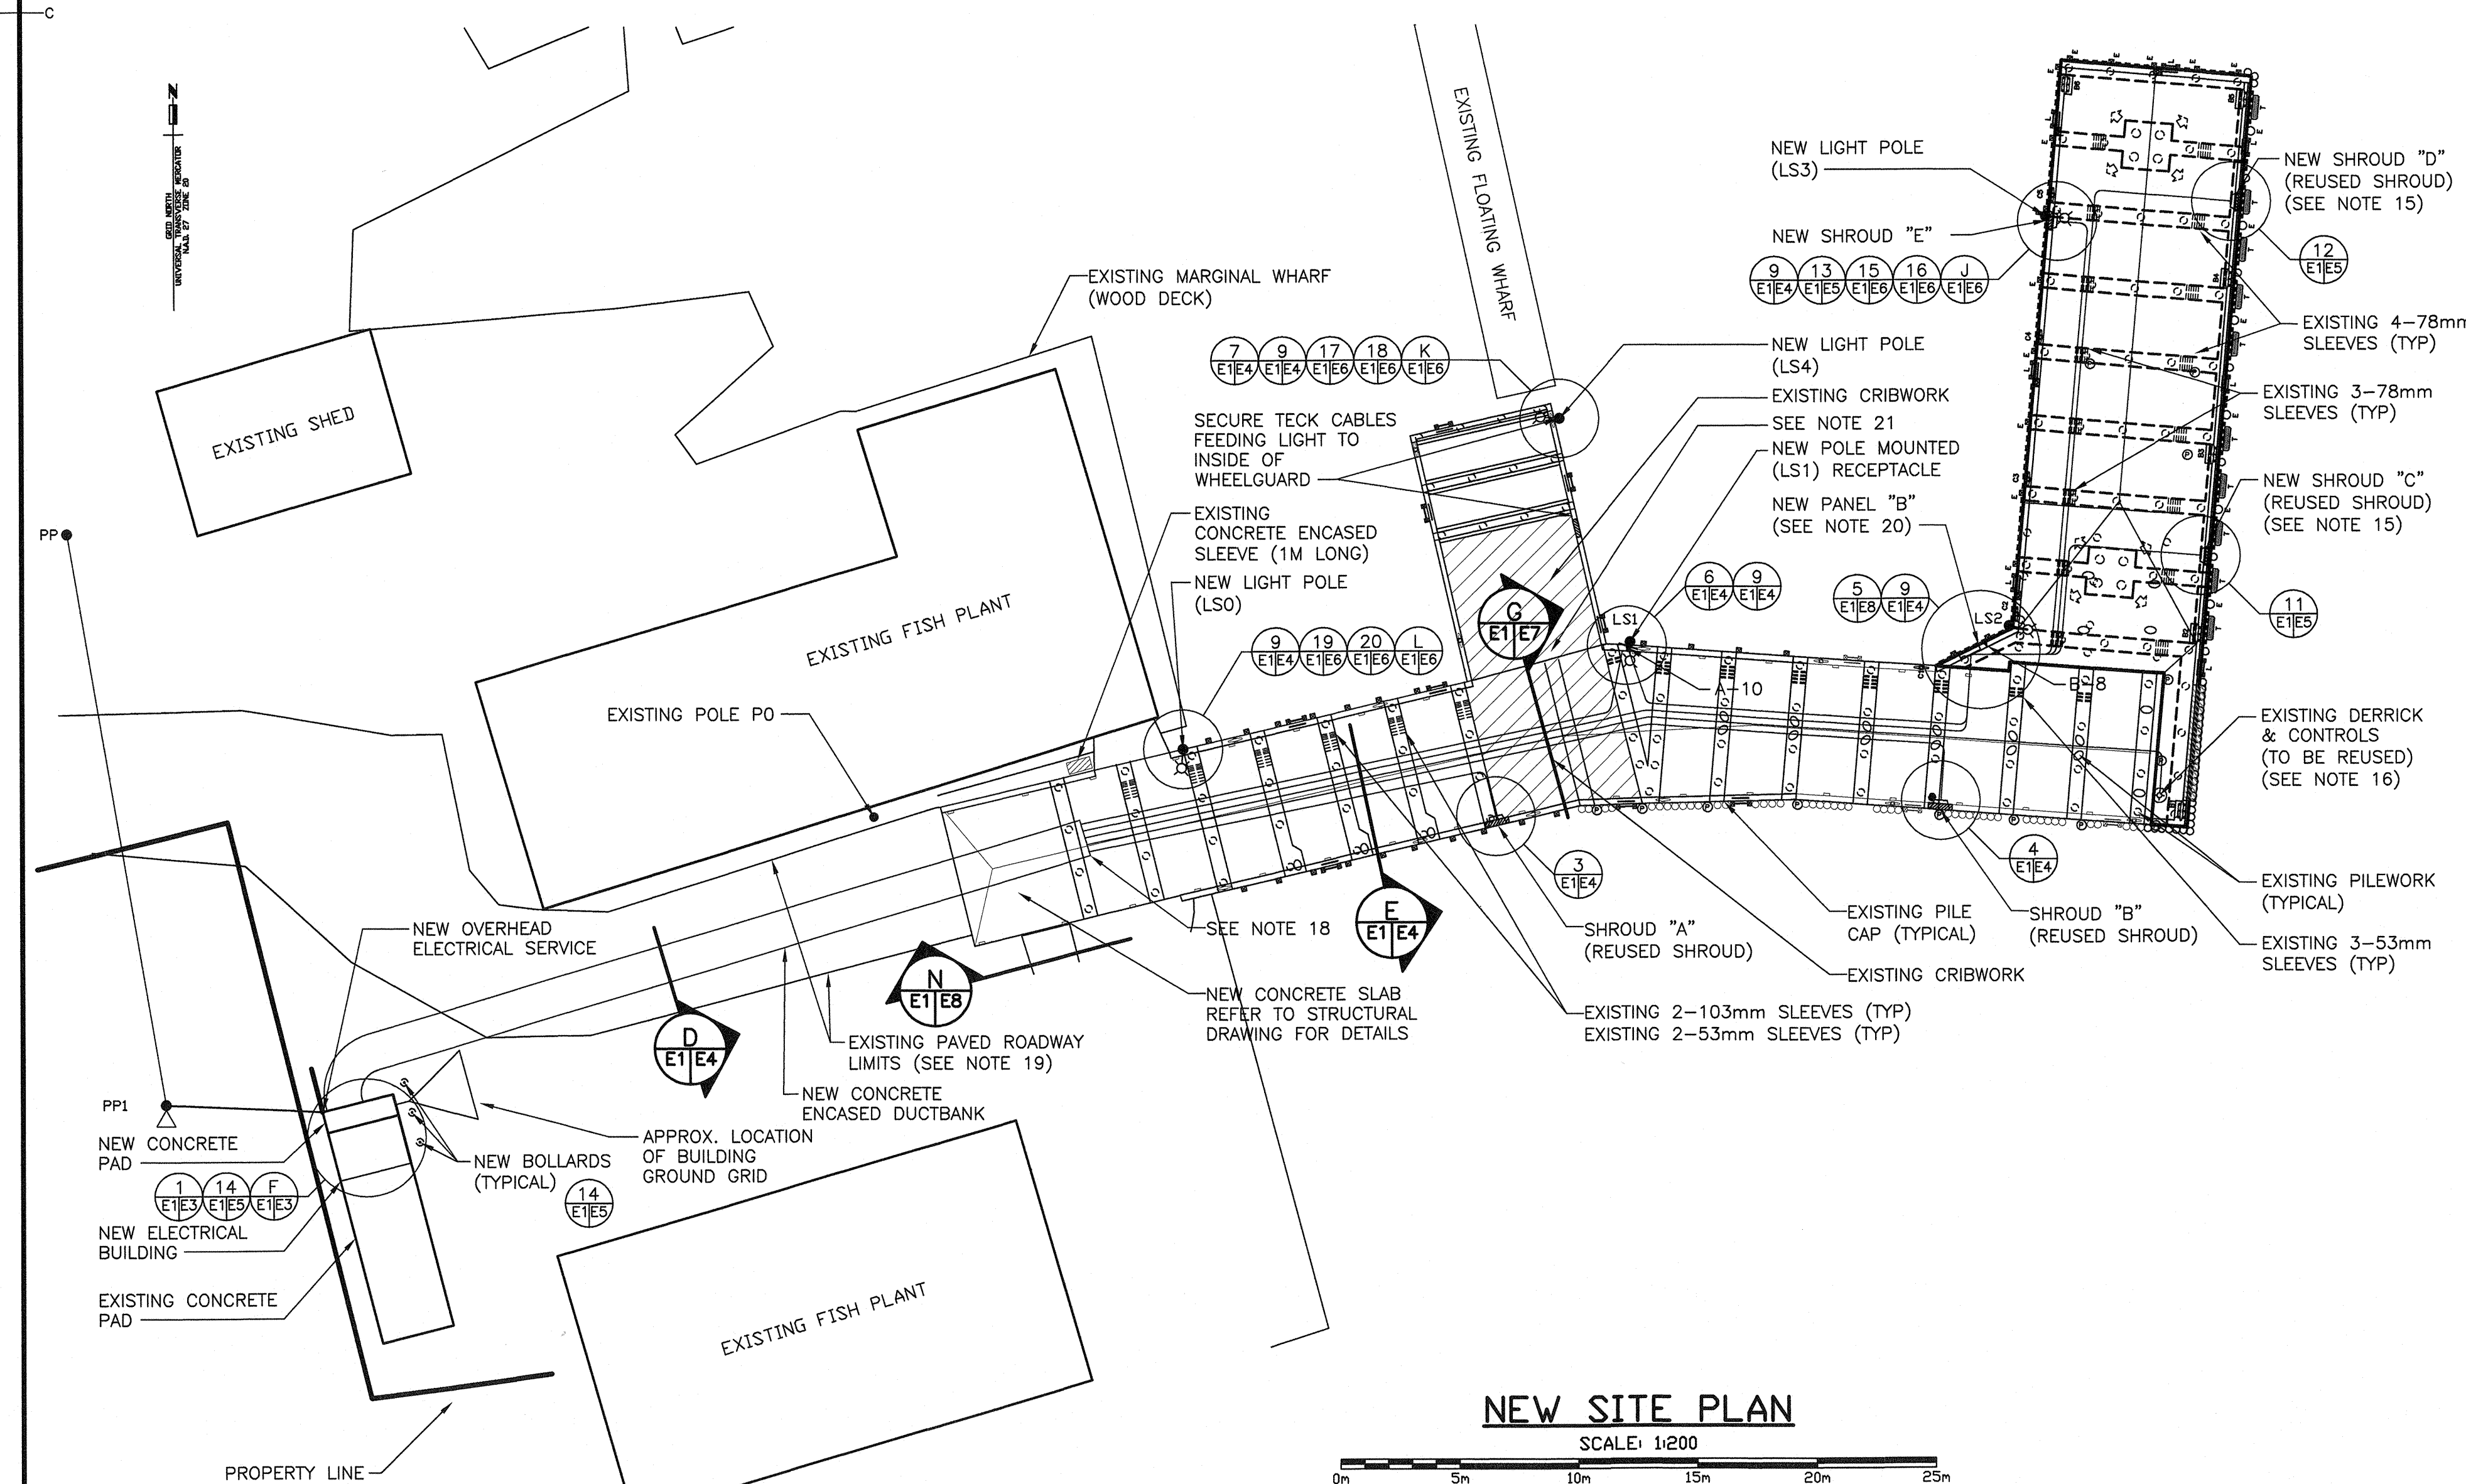 C
GRID NORTH
UNIVERSAL TRANSVERSE MERCATOR
N.A.D. 27 ZONE 20
EXISTING SHED
PP
EXISTING MARGINAL WHARF
(WOOD DECK)
EXISTING FLOATING WHARF
7 9 17 18 K
E1 E4 E1 E4 E1 E6 E1 E6 E1 E6
SECURE TECK CABLES
FEEDING LIGHT TO
INSIDE OF
WHEELGUARD
EXISTING
CONCRETE ENCASED
SLEEVE (1M LONG)
NEW LIGHT POLE
(LS0)
9 19 20 L
E1 E4 E1 E6 E1 E6 E1 E6
EXISTING FISH PLANT
EXISTING POLE P0
NEW LIGHT POLE
(LS3)
NEW SHROUD "E"
9 13 15 16 J
E1 E4 E1 E5 E1 E6 E1 E6 E1 E6
NEW LIGHT POLE
(LS4)
EXISTING CRIBWORK
SEE NOTE 21
NEW POLE MOUNTED
(LS1) RECEPTACLE
NEW PANEL "B"
(SEE NOTE 20)
6 9
E1 E4 E1 E4
5 9
E1 E8 E1 E4
LS1
LS2
A-10
B-8
G
E1 E7
NEW SHROUD "D"
(REUSED SHROUD)
(SEE NOTE 15)
12
E1 E5
EXISTING 4-78mm
SLEEVES (TYP)
EXISTING 3-78mm
SLEEVES (TYP)
NEW SHROUD "C"
(REUSED SHROUD)
(SEE NOTE 15)
11
E1 E5
EXISTING DERRICK
& CONTROLS
(TO BE REUSED)
(SEE NOTE 16)
EXISTING PILEWORK
(TYPICAL)
EXISTING 3-53mm
SLEEVES (TYP)
4
E1 E4
SHROUD "B"
(REUSED SHROUD)
EXISTING PILE
CAP (TYPICAL)
EXISTING CRIBWORK
3
E1 E4
SHROUD "A"
(REUSED SHROUD)
EXISTING 2-103mm SLEEVES (TYP)
EXISTING 2-53mm SLEEVES (TYP)
E
E1 E4
SEE NOTE 18
NEW CONCRETE SLAB
REFER TO STRUCTURAL
DRAWING FOR DETAILS
N
E1 E8
D
E1 E4
EXISTING PAVED ROADWAY
LIMITS (SEE NOTE 19)
NEW CONCRETE
ENCASED DUCTBANK
NEW OVERHEAD
ELECTRICAL SERVICE
APPROX. LOCATION
OF BUILDING
GROUND GRID
NEW BOLLARDS
(TYPICAL)
14
E1 E5
PP1
NEW CONCRETE
PAD
1 14 F
E1 E3 E1 E5 E1 E3
NEW ELECTRICAL
BUILDING
EXISTING CONCRETE
PAD
EXISTING FISH PLANT
PROPERTY LINE
NEW SITE PLAN
SCALE: 1:200
0m 5m 10m 15m 20m 25m